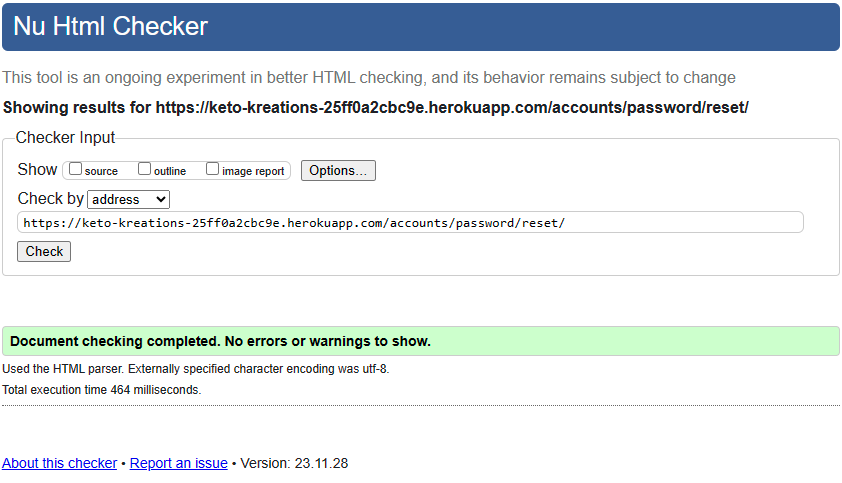 Nu Html Checker
This tool is an ongoing experiment in better HTML checking, and its behavior remains subject to change
Showing results for https://keto-kreations-25ff0a2cbc9e.herokuapp.com/accounts/password/reset/
Checker Input
Show source outline image report Options...
Check by address
https://keto-kreations-25ff0a2cbc9e.herokuapp.com/accounts/password/reset/
Check
Document checking completed. No errors or warnings to show.
Used the HTML parser. Externally specified character encoding was utf-8.
Total execution time 464 milliseconds.
About this checker • Report an issue • Version: 23.11.28